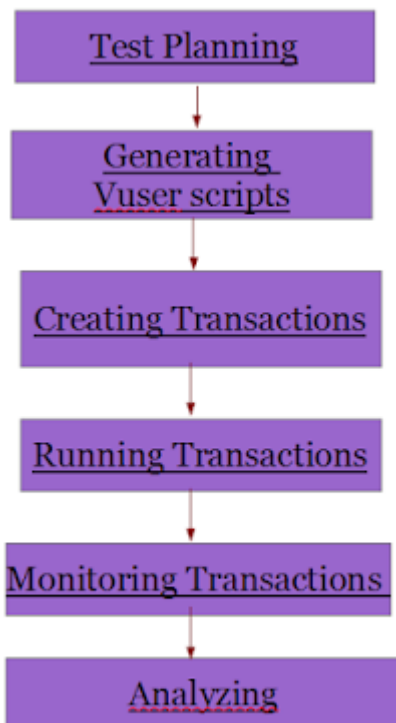 Test Planning
Generating
Vuser scripts
Creating Transactions
Running Transactions
Monitoring Transactions
Analyzing